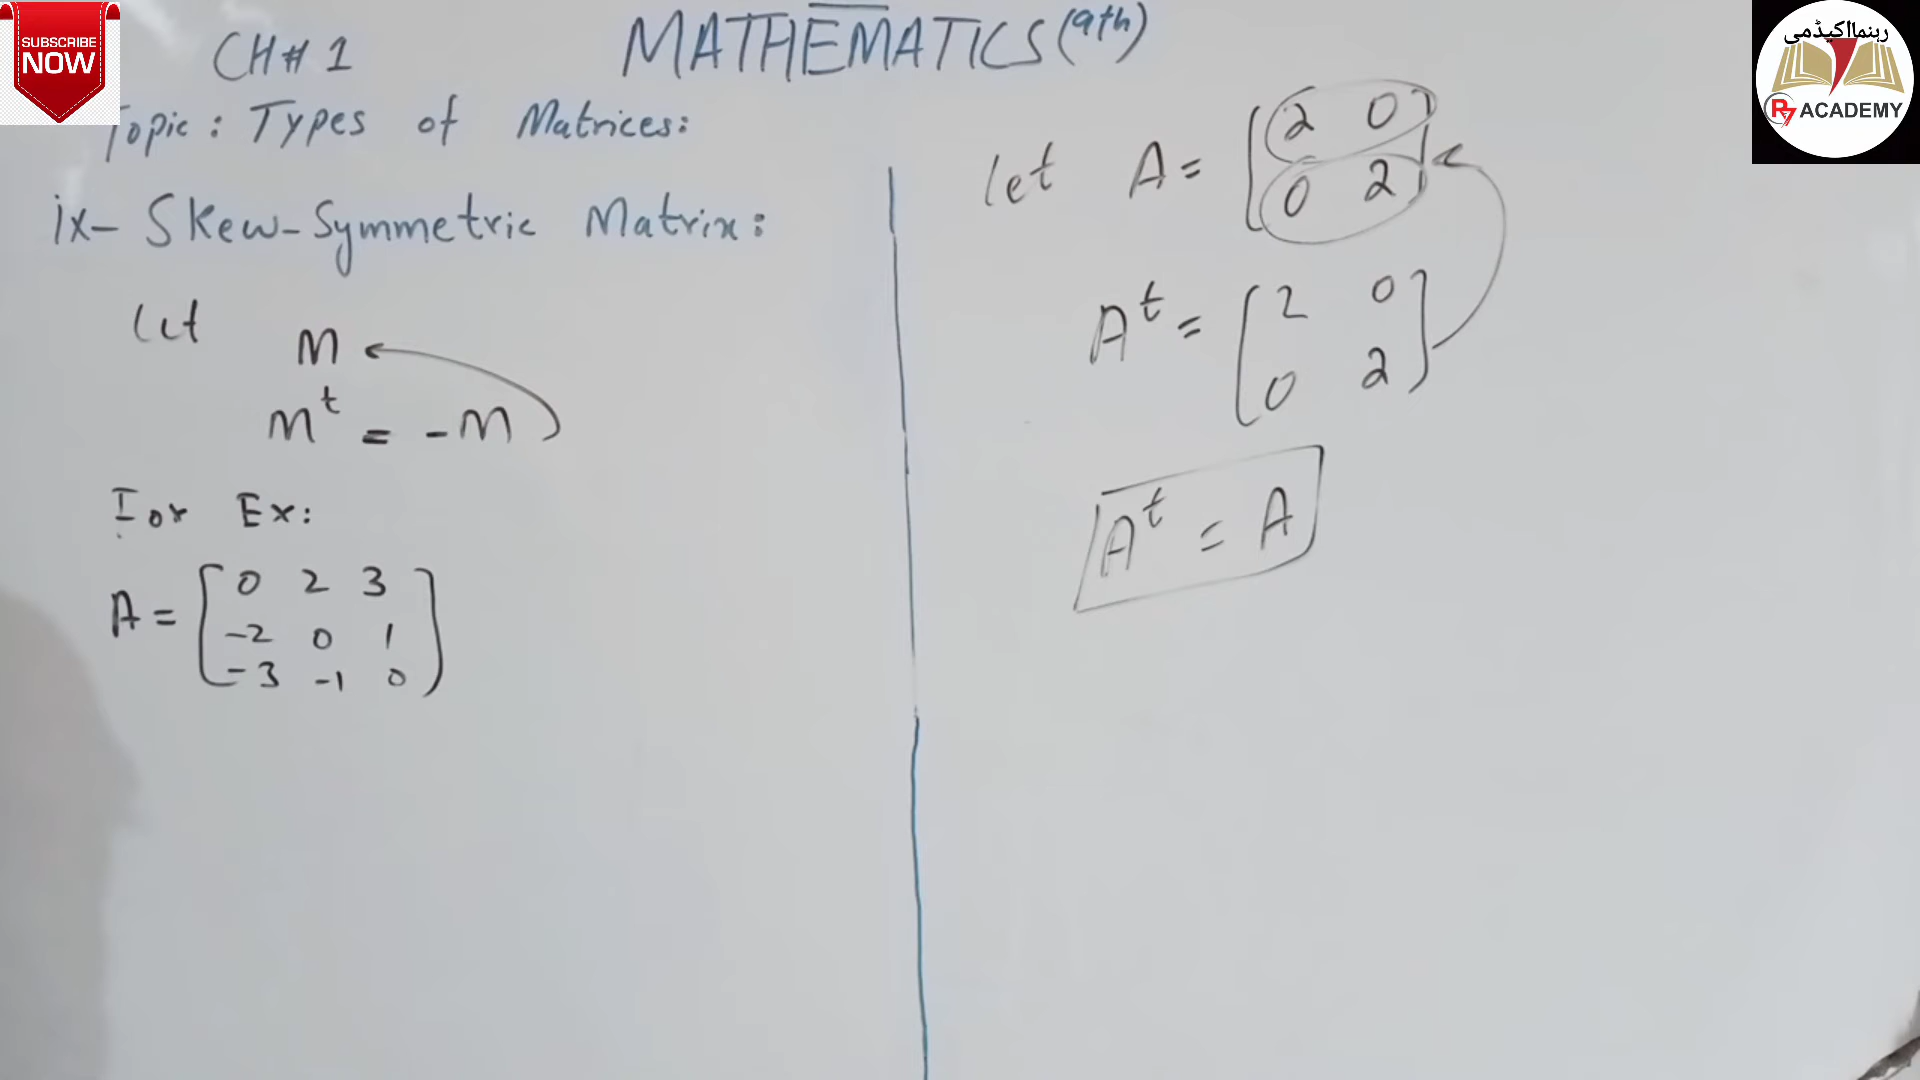 SUBSCRIBE
NOW
CH # 1
MATHEMATICS (9th)
Topic: Types of Matrices:
ix- Skew-Symmetric Matrix:
let
M
M^t = -M
For Ex:
A = [0 2 3
-2 0 1
-3 -1 0]
let A = [2 0
0 2]
A^t = [2 0
0 2]
A^t = A
رہنما اکیڈمی
R7 ACADEMY